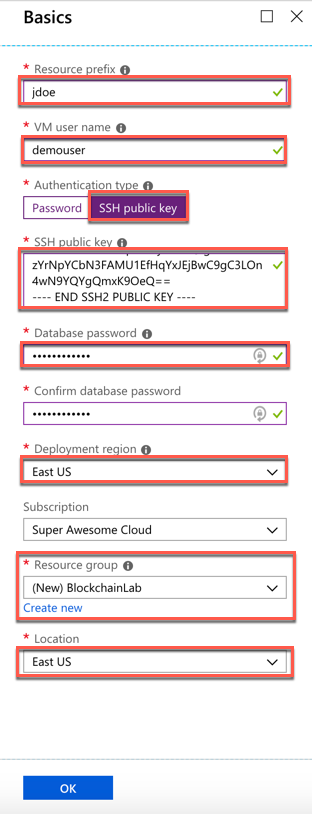 Basics
* Resource prefix
jdoe
* VM user name
demouser
* Authentication type
Password SSH public key
* SSH public key
zYrNpYCbN3FAMU1EfHqYxJEjBwC9gC3LOn
4wN9YQYgQmxK9OeQ==
---- END SSH2 PUBLIC KEY ----
* Database password
••••••••••••
* Confirm database password
••••••••••••
* Deployment region
East US
Subscription
Super Awesome Cloud
* Resource group
(New) BlockchainLab
Create new
* Location
East US
OK